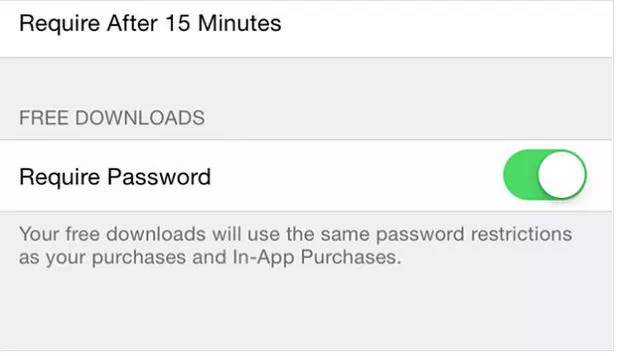 Require After 15 Minutes
FREE DOWNLOADS
Require Password
Your free downloads will use the same password restrictions
as your purchases and In-App Purchases.